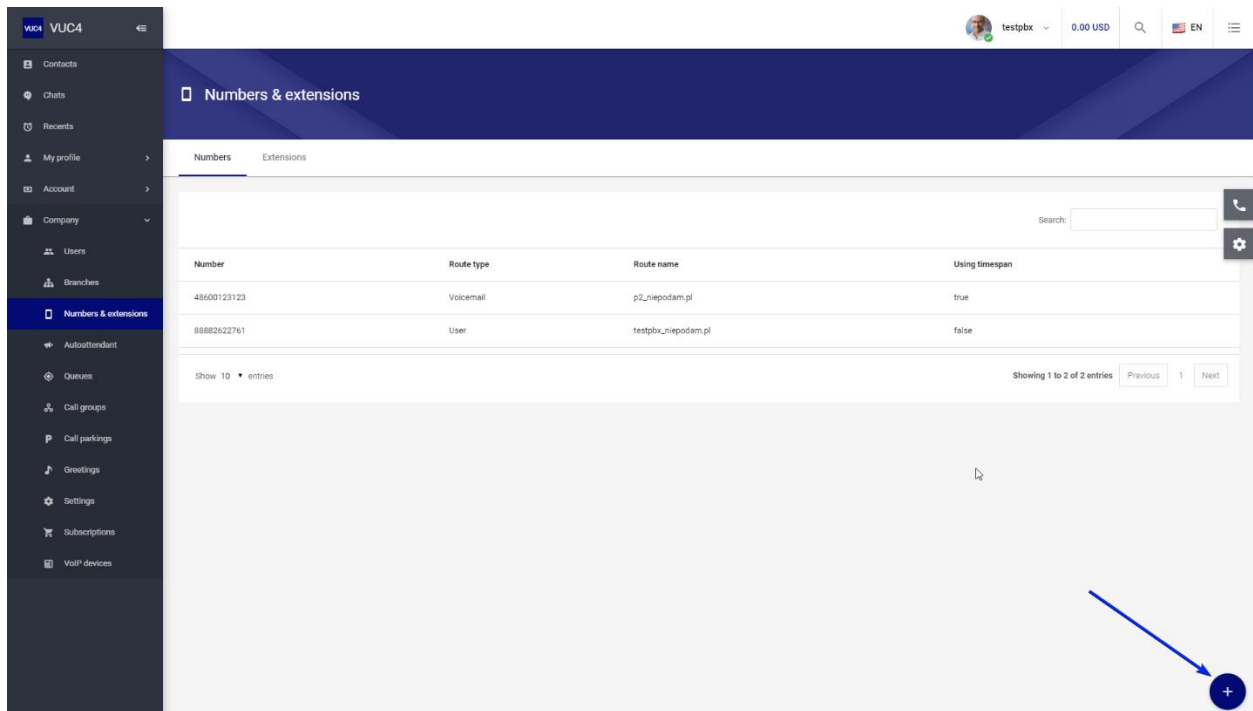 VUC4 VUC4
testpbx 0.00 USD EN
Contacts
Chats
Recents
My profile
Account
Company
Users
Branches
Numbers & extensions
Autoattendant
Queues
Call groups
Call parkings
Greetings
Settings
Subscriptions
VoIP devices
Numbers & extensions
Numbers Extensions
Search:
Number Route type Route name Using timespan
48600123123 Voicemail p2_niepodam.pl true
88882622761 User testpbx_niepodam.pl false
Show 10 entries
Showing 1 to 2 of 2 entries Previous 1 Next